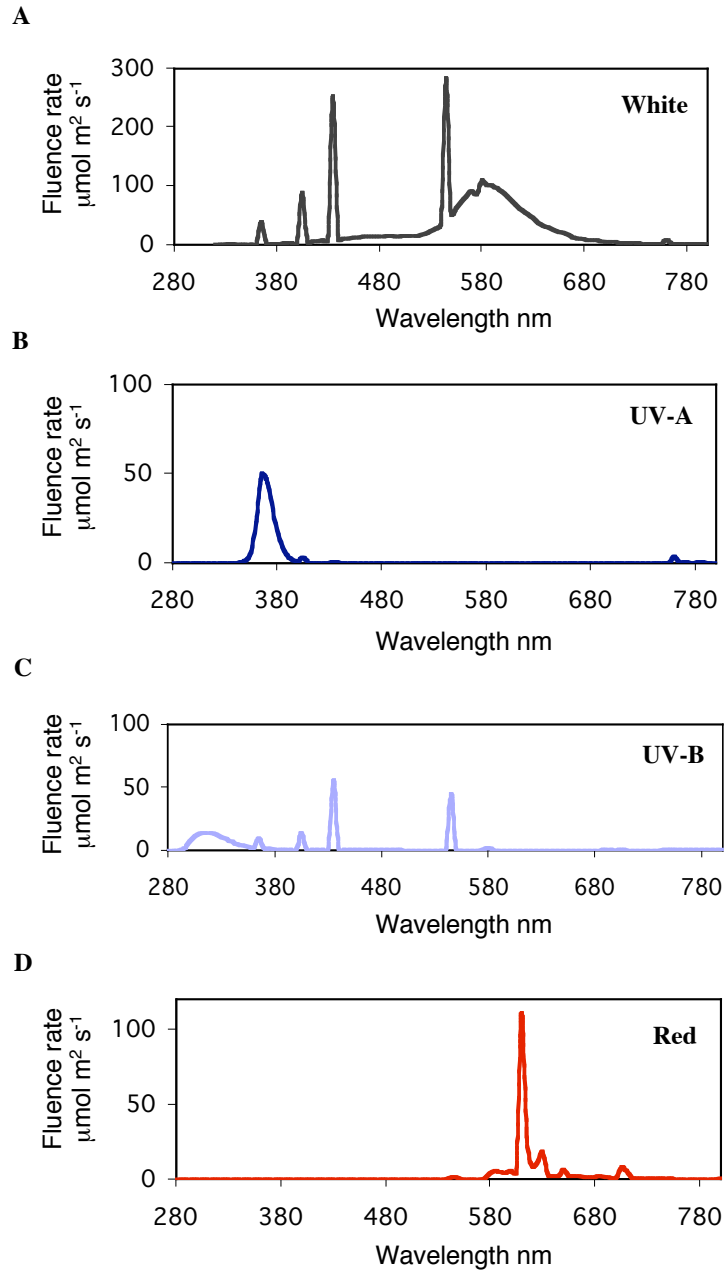 A
Fluence rate
µmol m² s⁻¹
300
200
100
0
White
280 380 480 580 680 780
Wavelength nm
B
Fluence rate
µmol m² s⁻¹
100
50
0
UV-A
280 380 480 580 680 780
Wavelength nm
C
Fluence rate
µmol m² s⁻¹
100
50
0
UV-B
280 380 480 580 680 780
Wavelength nm
D
Fluence rate
µmol m² s⁻¹
100
50
0
Red
280 380 480 580 680 780
Wavelength nm